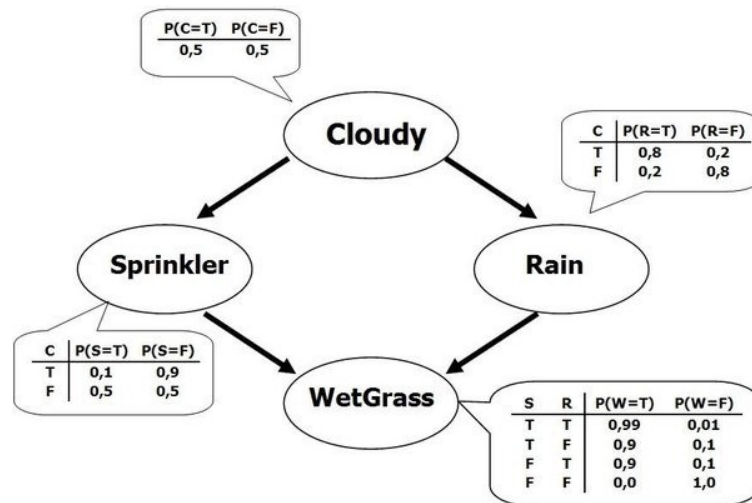 P(C=T) P(C=F)
0,5 0,5
Cloudy
C P(R=T) P(R=F)
T 0,8 0,2
F 0,2 0,8
Sprinkler
Rain
C P(S=T) P(S=F)
T 0,1 0,9
F 0,5 0,5
WetGrass
S R P(W=T) P(W=F)
T T 0,99 0,01
T F 0,9 0,1
F T 0,9 0,1
F F 0,0 1,0